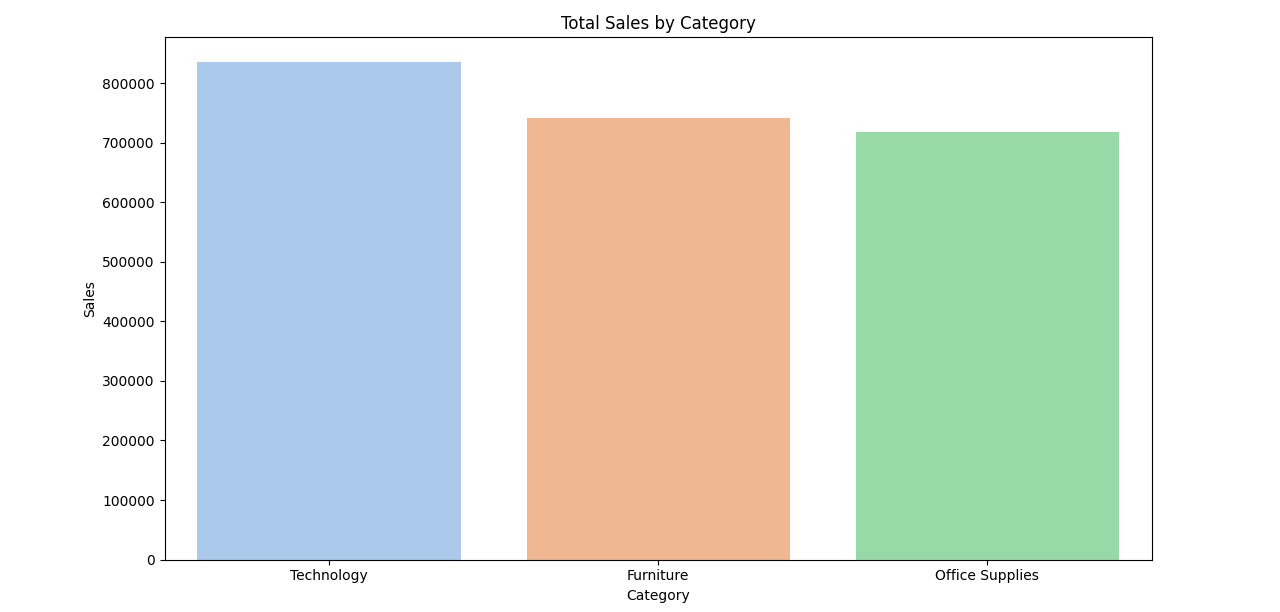 Total Sales by Category
Sales
800000
700000
600000
500000
400000
300000
200000
100000
0
Technology
Furniture
Office Supplies
Category